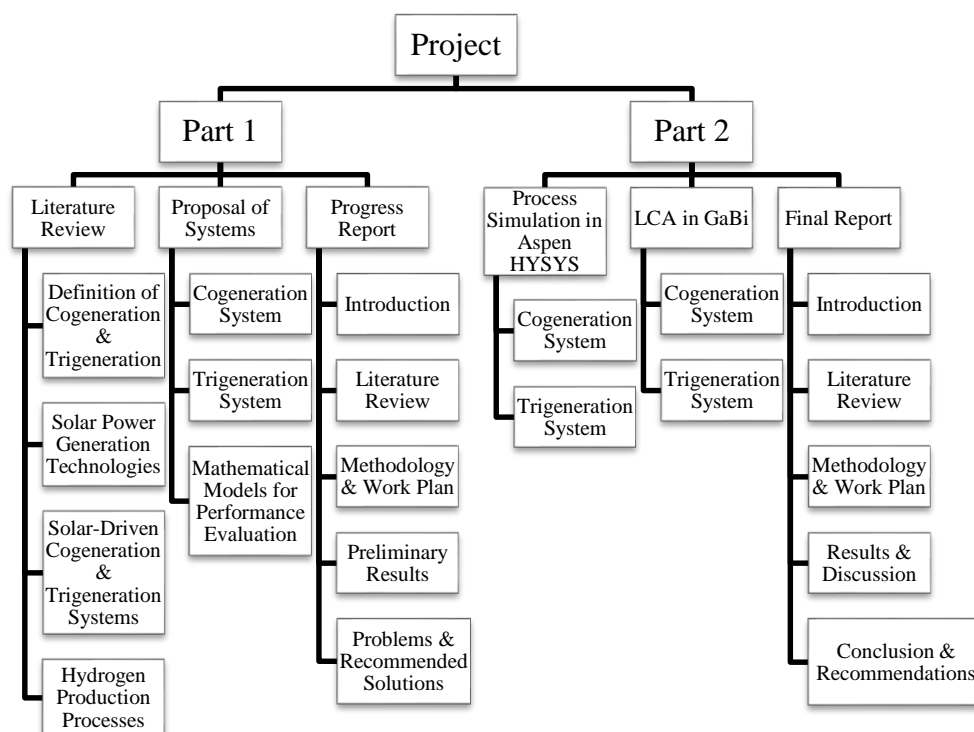 Project
Part 1
Part 2
Literature
Review
Definition of
Cogeneration
&
Trigeneration
Solar Power
Generation
Technologies
Solar-Driven
Cogeneration
&
Trigeneration
Systems
Hydrogen
Production
Processes
Proposal of
Systems
Cogeneration
System
Trigeneration
System
Mathematical
Models for
Performance
Evaluation
Progress
Report
Introduction
Literature
Review
Methodology
& Work Plan
Preliminary
Results
Problems &
Recommended
Solutions
Process
Simulation in
Aspen
HYSYS
Cogeneration
System
Trigeneration
System
LCA in GaBi
Cogeneration
System
Trigeneration
System
Final Report
Introduction
Literature
Review
Methodology
& Work Plan
Results &
Discussion
Conclusion &
Recommendations